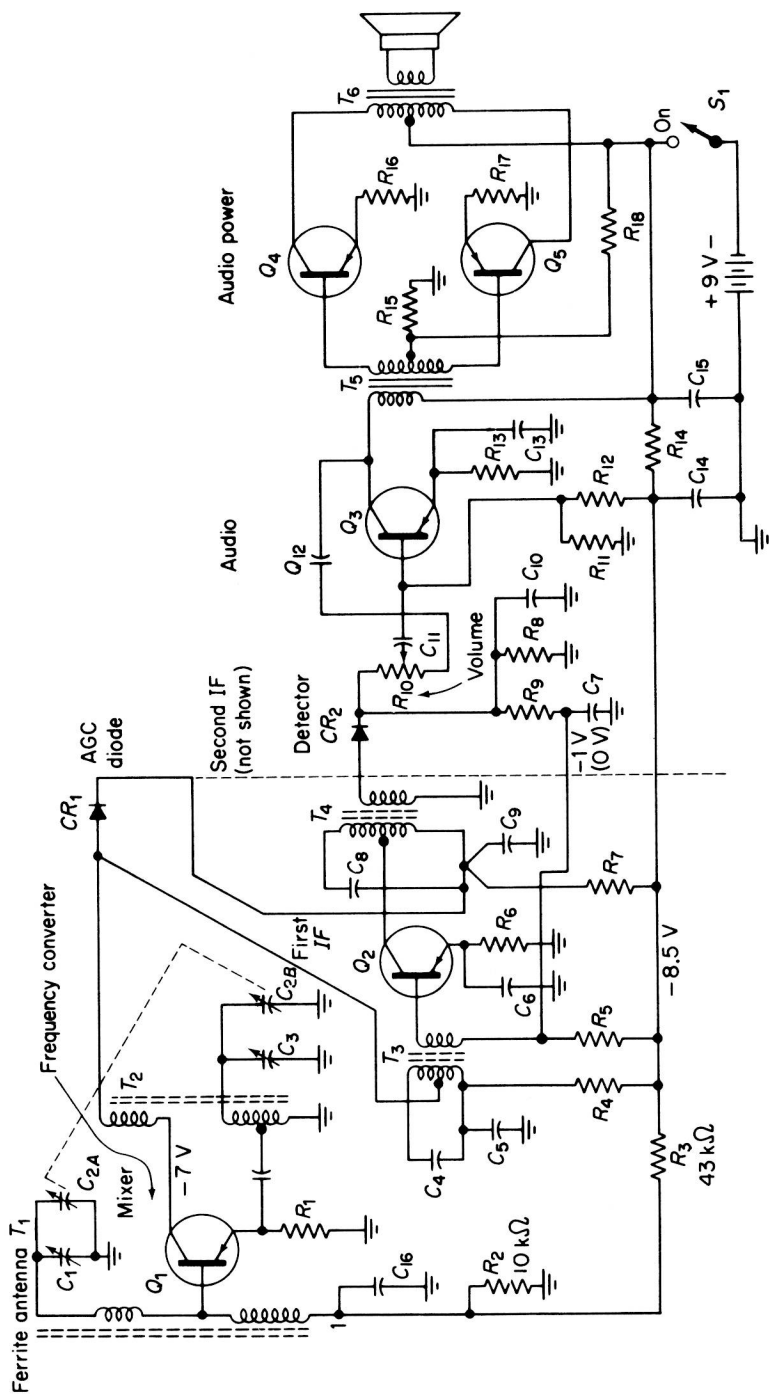 Ferrite antenna T1
Mixer
Frequency converter
C1
C2A
T2
Q1
−7 V
R1
C16
1
R2
10 kΩ
R3
43 kΩ
C3
C2B
CR1
AGC
diode
Second IF
(not shown)
First
IF
T3
C4
C5
R4
R5
Q2
C6
R6
C8
T4
C9
R7
−8.5 V
Detector
CR2
R10
Volume
C11
R9
R8
C10
C7
−1 V
(0 V)
Audio
Q12
Q3
R13
C13
R11
R12
R14
C14
C15
T5
Audio power
Q4
R16
R15
Q5
R17
R18
T6
On
S1
+ 9 V −